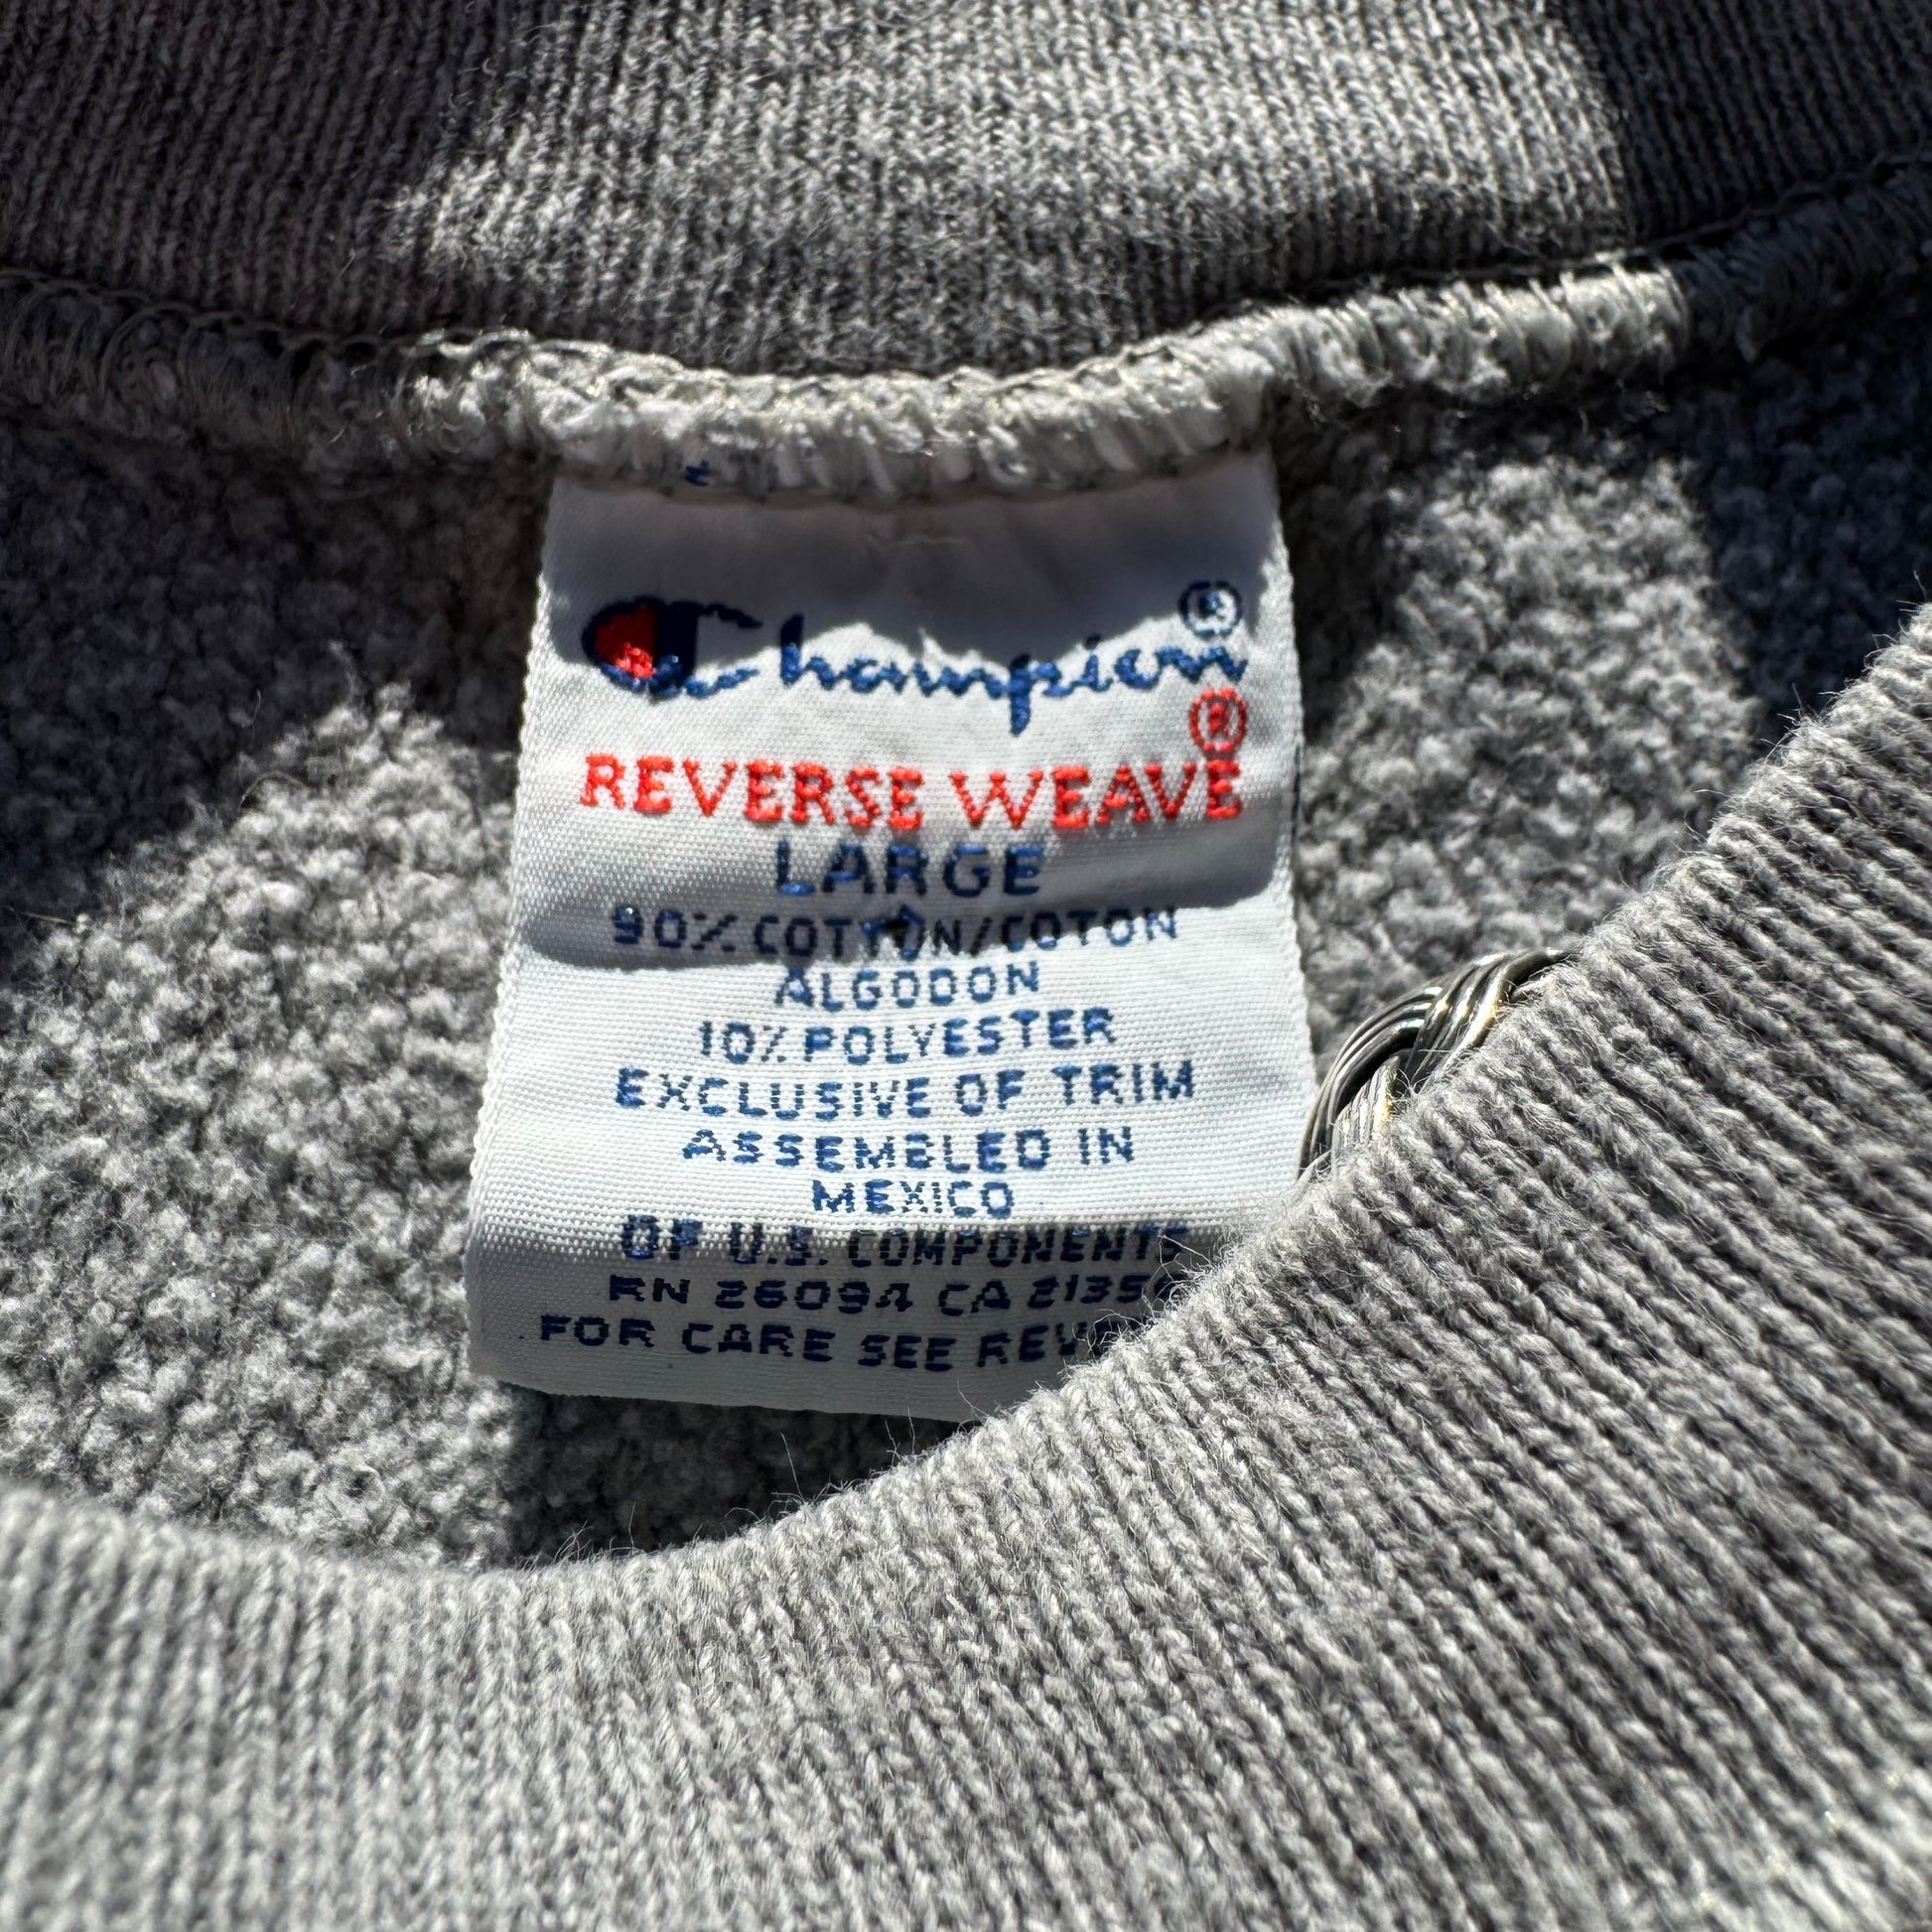 Champion®
REVERSE WEAVE®
LARGE
90% COTTON/COTON
ALGODON
10% POLYESTER
EXCLUSIVE OF TRIM
ASSEMBLED IN
MEXICO
OF U.S. COMPONENTS
RN 26094 CA
FOR CARE SEE